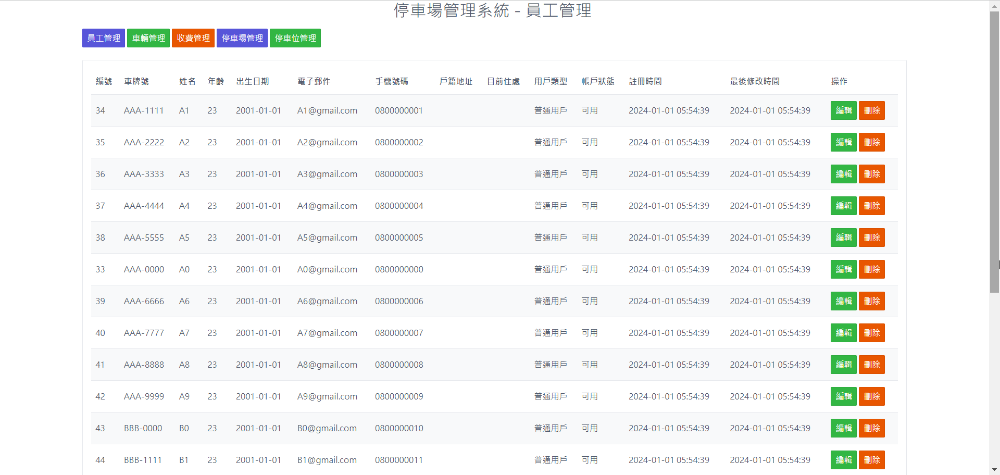 停車場管理系統 - 員工管理
員工管理 車輛管理 收費管理 停車場管理 停車位管理
編號 車牌號 姓名 年齡 出生日期 電子郵件 手機號碼 戶籍地址 目前住處 用戶類型 帳戶狀態 註冊時間 最後修改時間 操作
34 AAA-1111 A1 23 2001-01-01 A1@gmail.com 0800000001 普通用戶 可用 2024-01-01 05:54:39 2024-01-01 05:54:39 編輯 刪除
35 AAA-2222 A2 23 2001-01-01 A2@gmail.com 0800000002 普通用戶 可用 2024-01-01 05:54:39 2024-01-01 05:54:39 編輯 刪除
36 AAA-3333 A3 23 2001-01-01 A3@gmail.com 0800000003 普通用戶 可用 2024-01-01 05:54:39 2024-01-01 05:54:39 編輯 刪除
37 AAA-4444 A4 23 2001-01-01 A4@gmail.com 0800000004 普通用戶 可用 2024-01-01 05:54:39 2024-01-01 05:54:39 編輯 刪除
38 AAA-5555 A5 23 2001-01-01 A5@gmail.com 0800000005 普通用戶 可用 2024-01-01 05:54:39 2024-01-01 05:54:39 編輯 刪除
33 AAA-0000 A0 23 2001-01-01 A0@gmail.com 0800000000 普通用戶 可用 2024-01-01 05:54:39 2024-01-01 05:54:39 編輯 刪除
39 AAA-6666 A6 23 2001-01-01 A6@gmail.com 0800000006 普通用戶 可用 2024-01-01 05:54:39 2024-01-01 05:54:39 編輯 刪除
40 AAA-7777 A7 23 2001-01-01 A7@gmail.com 0800000007 普通用戶 可用 2024-01-01 05:54:39 2024-01-01 05:54:39 編輯 刪除
41 AAA-8888 A8 23 2001-01-01 A8@gmail.com 0800000008 普通用戶 可用 2024-01-01 05:54:39 2024-01-01 05:54:39 編輯 刪除
42 AAA-9999 A9 23 2001-01-01 A9@gmail.com 0800000009 普通用戶 可用 2024-01-01 05:54:39 2024-01-01 05:54:39 編輯 刪除
43 BBB-0000 B0 23 2001-01-01 B0@gmail.com 0800000010 普通用戶 可用 2024-01-01 05:54:39 2024-01-01 05:54:39 編輯 刪除
44 BBB-1111 B1 23 2001-01-01 B1@gmail.com 0800000011 普通用戶 可用 2024-01-01 05:54:39 2024-01-01 05:54:39 編輯 刪除